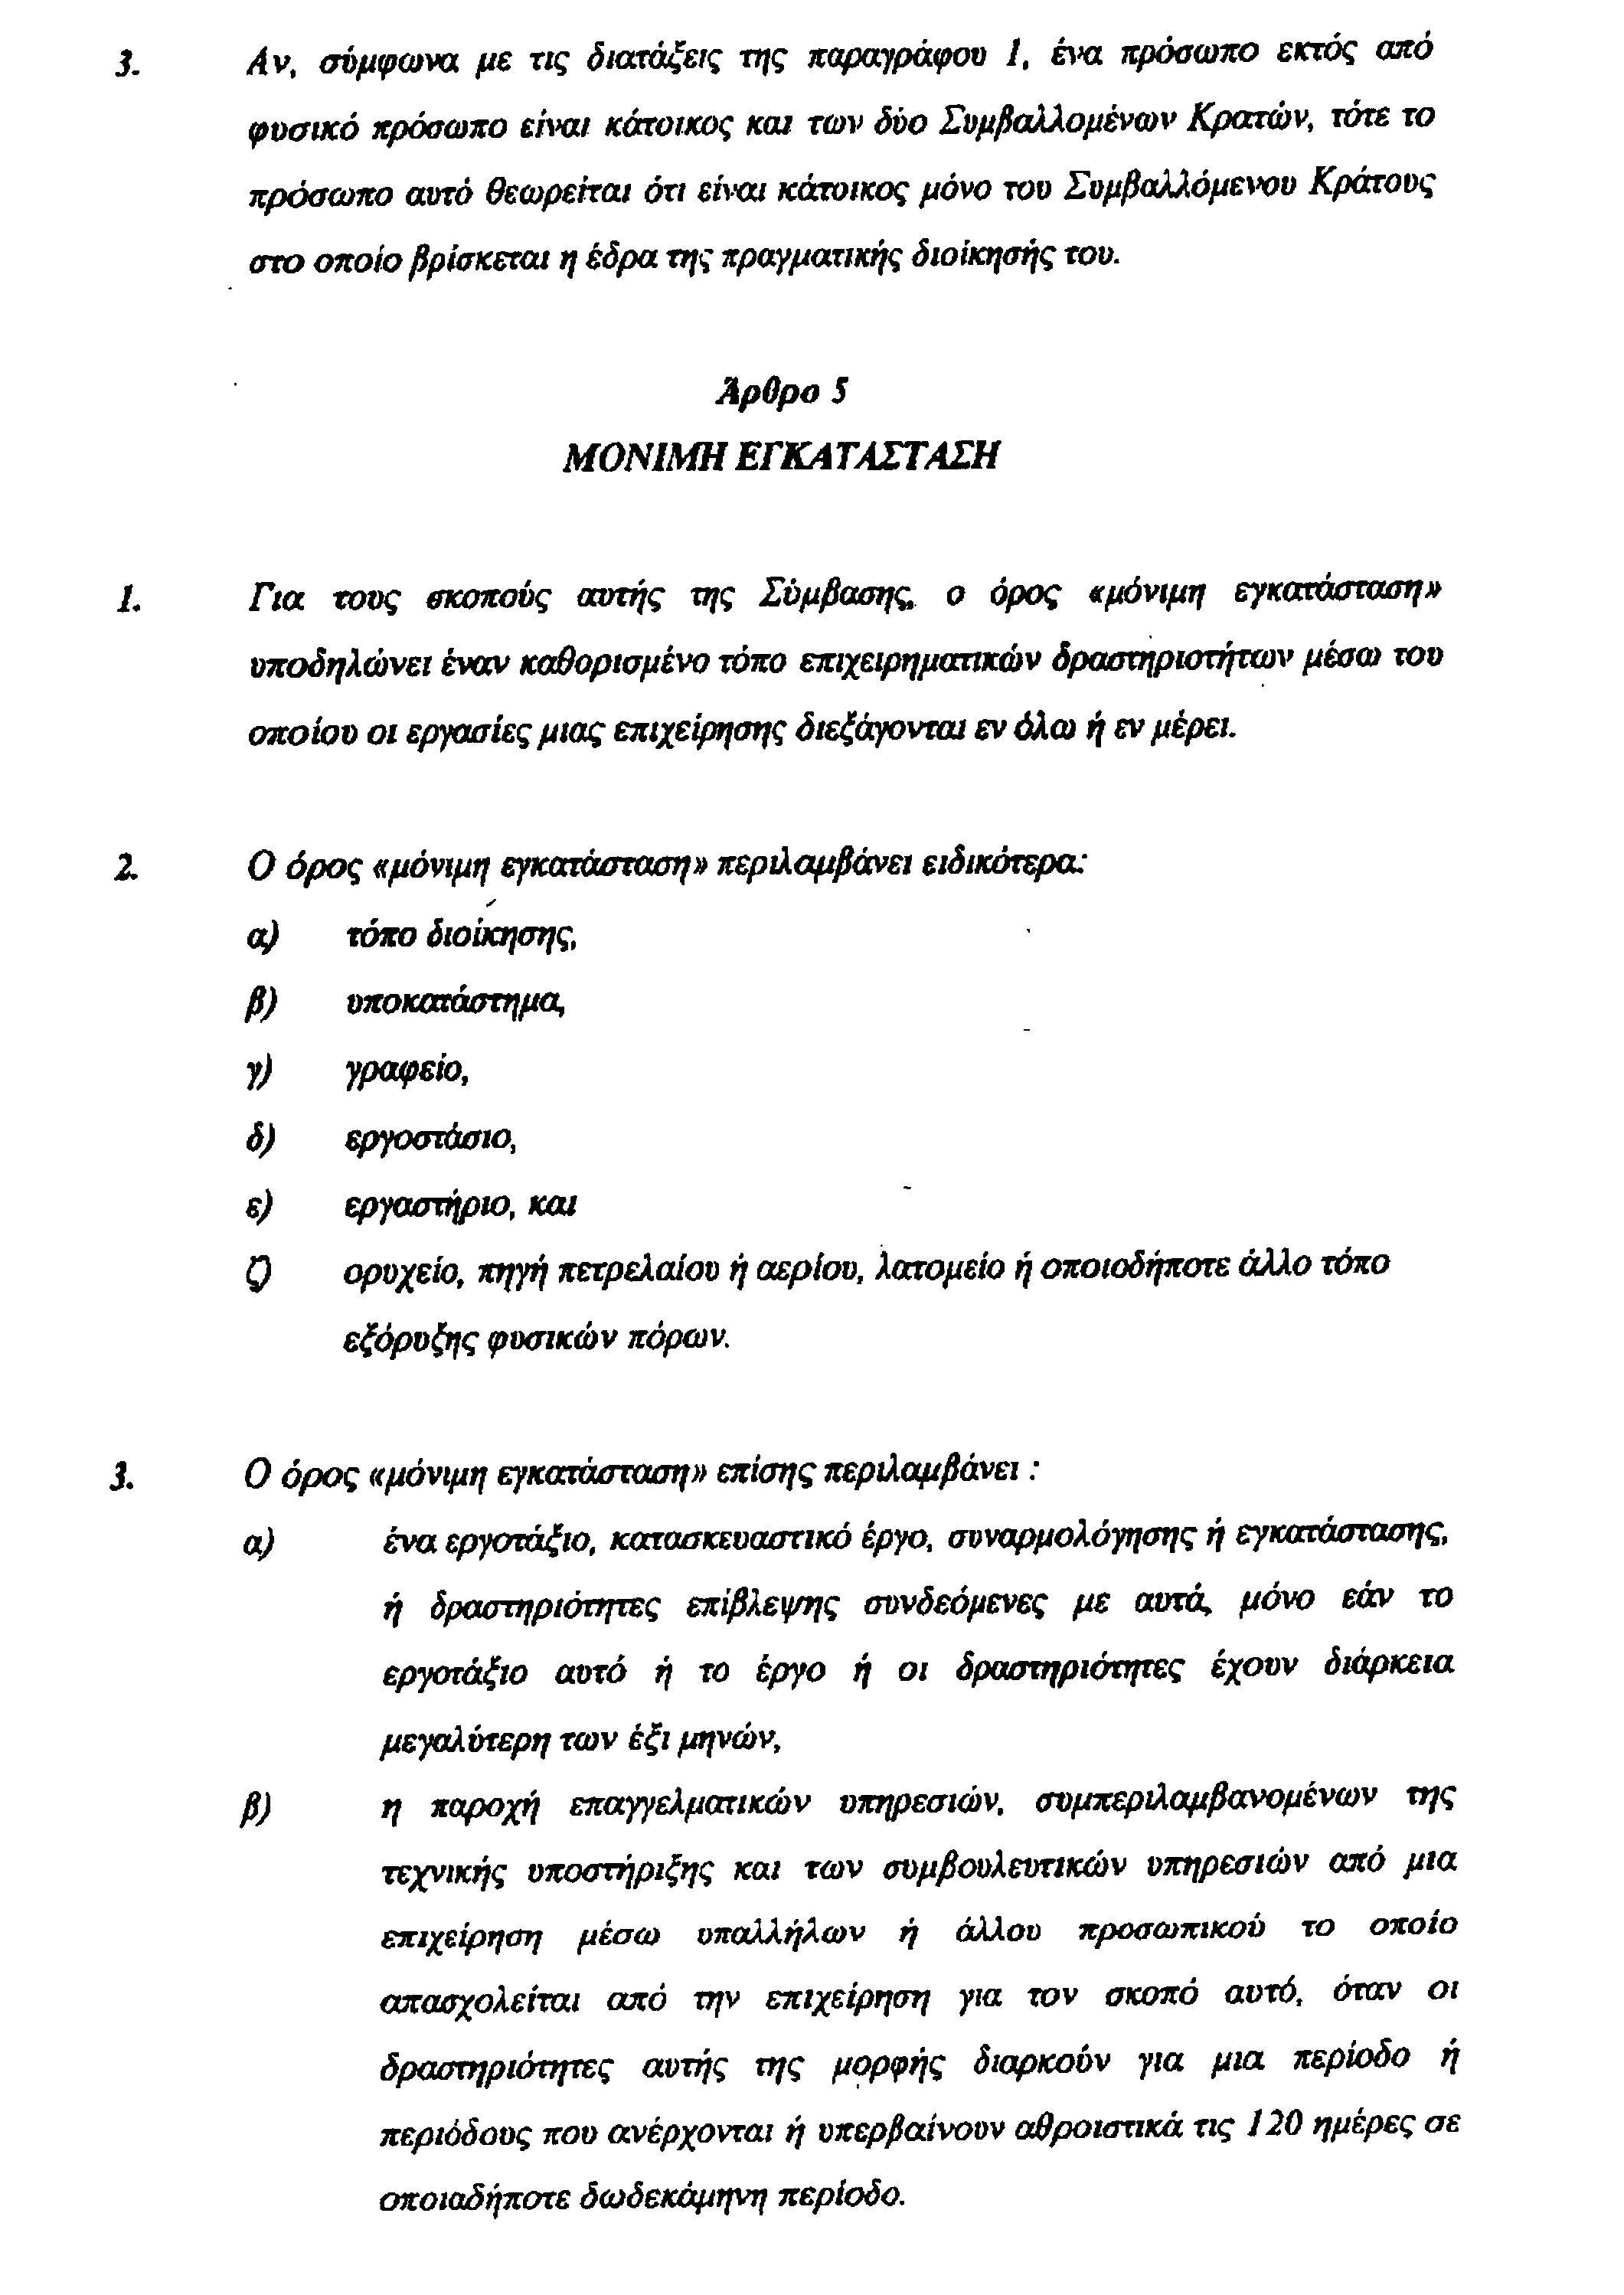 3. Αν, σύμφωνα με τις διατάξεις της παραγράφου 1, ένα πρόσωπο εκτός από
φυσικό πρόσωπο είναι κάτοικος και των δύο Συμβαλλομένων Κρατών, τότε το
πρόσωπο αυτό θεωρείται ότι είναι κάτοικος μόνο του Συμβαλλόμενου Κράτους
στο οποίο βρίσκεται η έδρα της πραγματικής διοίκησής του.
Άρθρο 5
ΜΟΝΙΜΗ ΕΓΚΑΤΑΣΤΑΣΗ
1. Για τους σκοπούς αυτής της Σύμβασης, ο όρος «μόνιμη εγκατάσταση»
υποδηλώνει έναν καθορισμένο τόπο επιχειρηματικών δραστηριοτήτων μέσω του
οποίου οι εργασίες μιας επιχείρησης διεξάγονται εν όλω ή εν μέρει.
2. Ο όρος «μόνιμη εγκατάσταση» περιλαμβάνει ειδικότερα:
α) τόπο διοίκησης,
β) υποκατάστημα,
γ) γραφείο,
δ) εργοστάσιο,
ε) εργαστήριο, και
ζ) ορυχείο, πηγή πετρελαίου ή αερίου, λατομείο ή οποιοδήποτε άλλο τόπο
εξόρυξης φυσικών πόρων.
3. Ο όρος «μόνιμη εγκατάσταση» επίσης περιλαμβάνει :
α) ένα εργοτάξιο, κατασκευαστικό έργο, συναρμολόγησης ή εγκατάστασης,
ή δραστηριότητες επίβλεψης συνδεόμενες με αυτά, μόνο εάν το
εργοτάξιο αυτό ή το έργο ή οι δραστηριότητες έχουν διάρκεια
μεγαλύτερη των έξι μηνών,
β) η παροχή επαγγελματικών υπηρεσιών, συμπεριλαμβανομένων της
τεχνικής υποστήριξης και των συμβουλευτικών υπηρεσιών από μια
επιχείρηση μέσω υπαλλήλων ή άλλου προσωπικού το οποίο
απασχολείται από την επιχείρηση για τον σκοπό αυτό, όταν οι
δραστηριότητες αυτής της μορφής διαρκούν για μια περίοδο ή
περιόδους που ανέρχονται ή υπερβαίνουν αθροιστικά τις 120 ημέρες σε
οποιαδήποτε δωδεκάμηνη περίοδο.